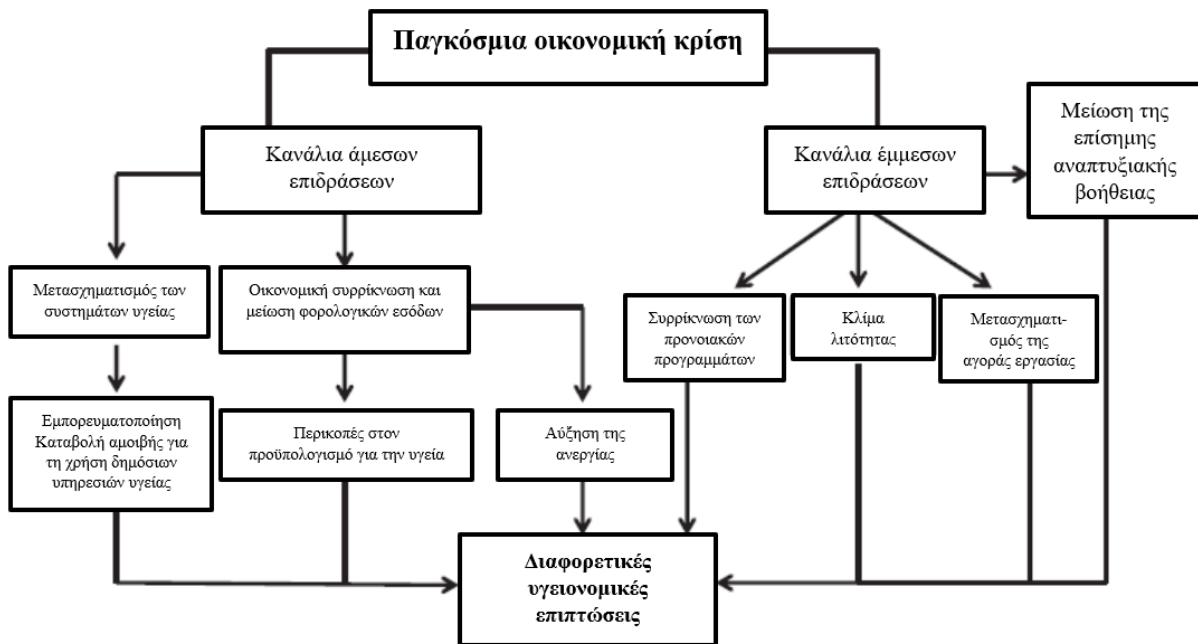 Παγκόσμια οικονομική κρίση
Κανάλια άμεσων
επιδράσεων
Κανάλια έμμεσων
επιδράσεων
Μείωση της
επίσημης
αναπτυξιακής
βοήθειας
Μετασχηματισμός των
συστημάτων υγείας
Οικονομική συρρίκνωση και
μείωση φορολογικών εσόδων
Συρρίκνωση των
προνοιακών
προγραμμάτων
Κλίμα
λιτότητας
Μετασχηματι-
σμός της
αγοράς εργασίας
Εμπορευματοποίηση
Καταβολή αμοιβής για
τη χρήση δημόσιων
υπηρεσιών υγείας
Περικοπές στον
προϋπολογισμό για την υγεία
Αύξηση της
ανεργίας
Διαφορετικές
υγειονομικές
επιπτώσεις